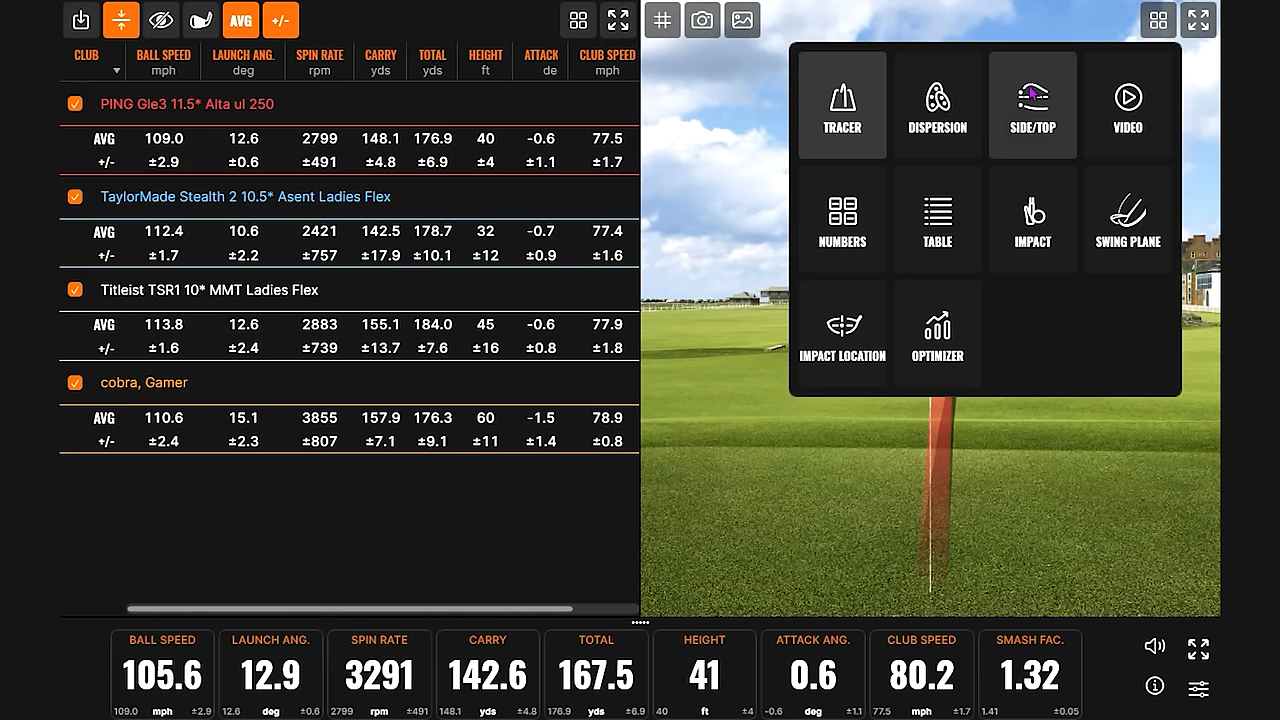 AVG +/-
CLUB BALL SPEED LAUNCH ANG. SPIN RATE CARRY TOTAL HEIGHT ATTACK CLUB SPEED
mph deg rpm yds yds ft de mph
PING Gle3 11.5* Alta ul 250
AVG 109.0 12.6 2799 148.1 176.9 40 -0.6 77.5
+/- ±2.9 ±0.6 ±491 ±4.8 ±6.9 ±4 ±1.1 ±1.7
TaylorMade Stealth 2 10.5* Asent Ladies Flex
AVG 112.4 10.6 2421 142.5 178.7 32 -0.7 77.4
+/- ±1.7 ±2.2 ±757 ±17.9 ±10.1 ±12 ±0.9 ±1.6
Titleist TSR1 10* MMT Ladies Flex
AVG 113.8 12.6 2883 155.1 184.0 45 -0.6 77.9
+/- ±1.6 ±2.4 ±739 ±13.7 ±7.6 ±16 ±0.8 ±1.8
cobra, Gamer
AVG 110.6 15.1 3855 157.9 176.3 60 -1.5 78.9
+/- ±2.4 ±2.3 ±807 ±7.1 ±9.1 ±11 ±1.4 ±0.8
TRACER DISPERSION SIDE/TOP VIDEO
NUMBERS TABLE IMPACT SWING PLANE
IMPACT LOCATION OPTIMIZER
BALL SPEED LAUNCH ANG. SPIN RATE CARRY TOTAL HEIGHT ATTACK ANG. CLUB SPEED SMASH FAC.
105.6 12.9 3291 142.6 167.5 41 0.6 80.2 1.32
109.0 mph ±2.9 12.6 deg ±0.6 2799 rpm ±491 148.1 yds ±4.8 176.9 yds ±6.9 40 ft ±4 -0.6 deg ±1.1 77.5 mph ±1.7 1.41 ±0.05